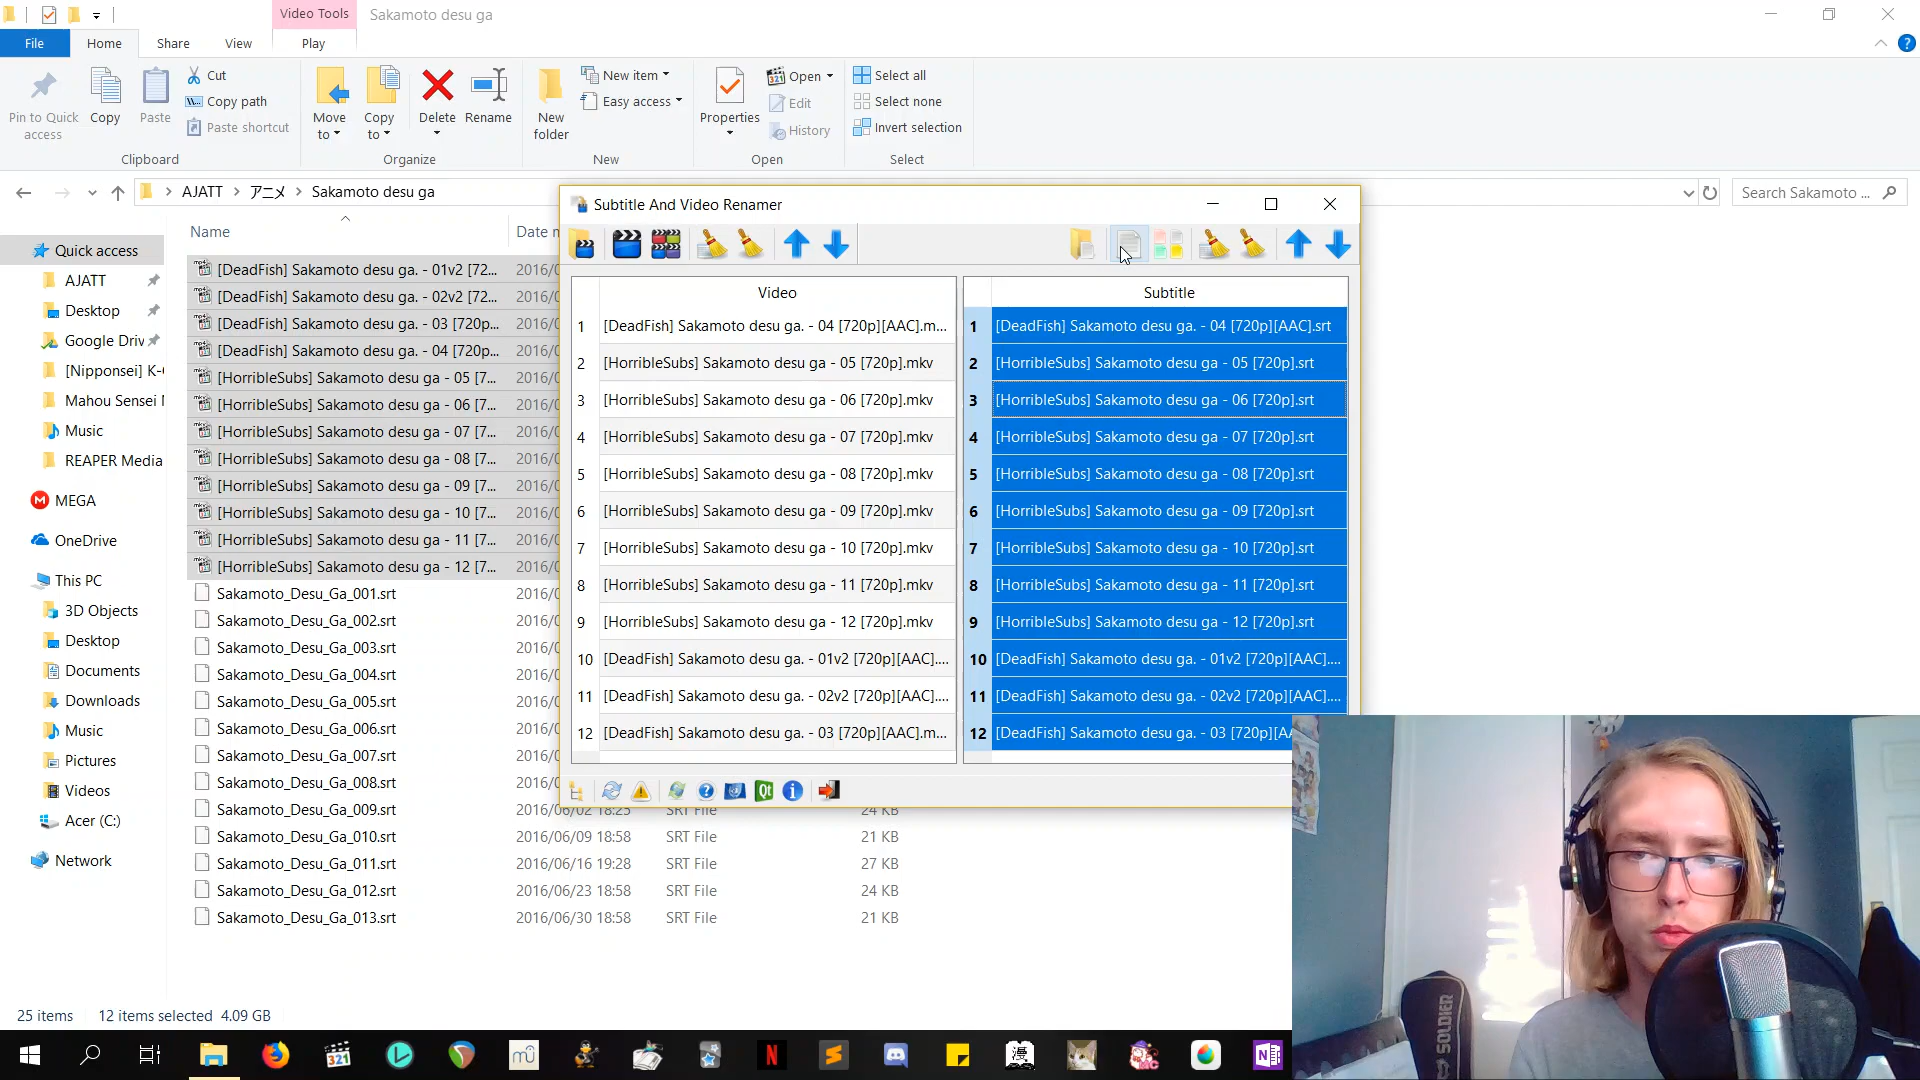 Video Tools
Sakamoto desu ga
File
Home
Share
View
Play
Pin to Quick access
Copy
Paste
Cut
Copy path
Paste shortcut
Clipboard
Move to
Copy to
Delete
Rename
Organize
New folder
New item
Easy access
New
Properties
Open
Edit
History
Open
Select all
Select none
Invert selection
Select
AJATT
アニメ
Sakamoto desu ga
Search Sakamoto ...
Name
Quick access
AJATT
Desktop
Google Driv
[Nipponsei] K-
Mahou Sensei
Music
REAPER Media
MEGA
OneDrive
This PC
3D Objects
Desktop
Documents
Downloads
Music
Pictures
Videos
Acer (C:)
Network
[DeadFish] Sakamoto desu ga. - 01v2 [72...
[DeadFish] Sakamoto desu ga. - 02v2 [72...
[DeadFish] Sakamoto desu ga. - 03 [720p...
[DeadFish] Sakamoto desu ga. - 04 [720p...
[HorribleSubs] Sakamoto desu ga - 05 [7...
[HorribleSubs] Sakamoto desu ga - 06 [7...
[HorribleSubs] Sakamoto desu ga - 07 [7...
[HorribleSubs] Sakamoto desu ga - 08 [7...
[HorribleSubs] Sakamoto desu ga - 09 [7...
[HorribleSubs] Sakamoto desu ga - 10 [7...
[HorribleSubs] Sakamoto desu ga - 11 [7...
[HorribleSubs] Sakamoto desu ga - 12 [7...
Sakamoto_Desu_Ga_001.srt
Sakamoto_Desu_Ga_002.srt
Sakamoto_Desu_Ga_003.srt
Sakamoto_Desu_Ga_004.srt
Sakamoto_Desu_Ga_005.srt
Sakamoto_Desu_Ga_006.srt
Sakamoto_Desu_Ga_007.srt
Sakamoto_Desu_Ga_008.srt
Sakamoto_Desu_Ga_009.srt 2016/06/02 18:25 SRT File 24 KB
Sakamoto_Desu_Ga_010.srt 2016/06/09 18:58 SRT File 21 KB
Sakamoto_Desu_Ga_011.srt 2016/06/16 19:28 SRT File 27 KB
Sakamoto_Desu_Ga_012.srt 2016/06/23 18:58 SRT File 24 KB
Sakamoto_Desu_Ga_013.srt 2016/06/30 18:58 SRT File 21 KB
Subtitle And Video Renamer
Video
1 [DeadFish] Sakamoto desu ga. - 04 [720p][AAC].m...
2 [HorribleSubs] Sakamoto desu ga - 05 [720p].mkv
3 [HorribleSubs] Sakamoto desu ga - 06 [720p].mkv
4 [HorribleSubs] Sakamoto desu ga - 07 [720p].mkv
5 [HorribleSubs] Sakamoto desu ga - 08 [720p].mkv
6 [HorribleSubs] Sakamoto desu ga - 09 [720p].mkv
7 [HorribleSubs] Sakamoto desu ga - 10 [720p].mkv
8 [HorribleSubs] Sakamoto desu ga - 11 [720p].mkv
9 [HorribleSubs] Sakamoto desu ga - 12 [720p].mkv
10 [DeadFish] Sakamoto desu ga. - 01v2 [720p][AAC]....
11 [DeadFish] Sakamoto desu ga. - 02v2 [720p][AAC]....
12 [DeadFish] Sakamoto desu ga. - 03 [720p][AAC].m...
Subtitle
1 [DeadFish] Sakamoto desu ga. - 04 [720p][AAC].srt
2 [HorribleSubs] Sakamoto desu ga - 05 [720p].srt
3 [HorribleSubs] Sakamoto desu ga - 06 [720p].srt
4 [HorribleSubs] Sakamoto desu ga - 07 [720p].srt
5 [HorribleSubs] Sakamoto desu ga - 08 [720p].srt
6 [HorribleSubs] Sakamoto desu ga - 09 [720p].srt
7 [HorribleSubs] Sakamoto desu ga - 10 [720p].srt
8 [HorribleSubs] Sakamoto desu ga - 11 [720p].srt
9 [HorribleSubs] Sakamoto desu ga - 12 [720p].srt
10 [DeadFish] Sakamoto desu ga. - 01v2 [720p][AAC]....
11 [DeadFish] Sakamoto desu ga. - 02v2 [720p][AAC]....
12 [DeadFish] Sakamoto desu ga. - 03 [720p][AA
Qt
25 items
12 items selected 4.09 GB
321
mü
N
漫
SOLDIER